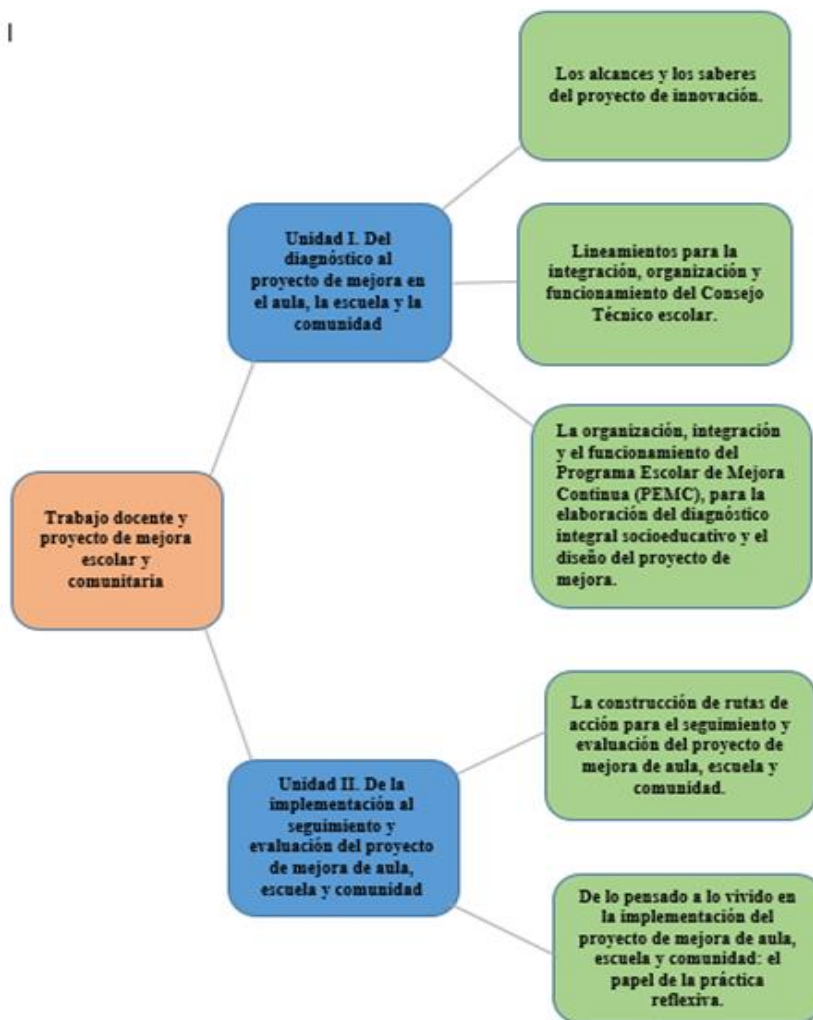 Los alcances y los saberes
del proyecto de innovación.
Unidad I. Del
diagnóstico al
proyecto de mejora en
el aula, la escuela y la
comunidad
Lineamientos para la
integración, organización y
funcionamiento del Consejo
Técnico escolar.
La organización, integración
y el funcionamiento del
Programa Escolar de Mejora
Continua (PEMC), para la
elaboración del diagnóstico
integral socioeducativo y el
diseño del proyecto de
mejora.
Trabajo docente y
proyecto de mejora
escolar y
comunitaria
La construcción de rutas de
acción para el seguimiento y
evaluación del proyecto de
mejora de aula, escuela y
comunidad.
Unidad II. De la
implementación al
seguimiento y
evaluación del proyecto
de mejora de aula,
escuela y comunidad
De lo pensado a lo vivido en
la implementación del
proyecto de mejora de aula,
escuela y comunidad: el
papel de la práctica
reflexiva.